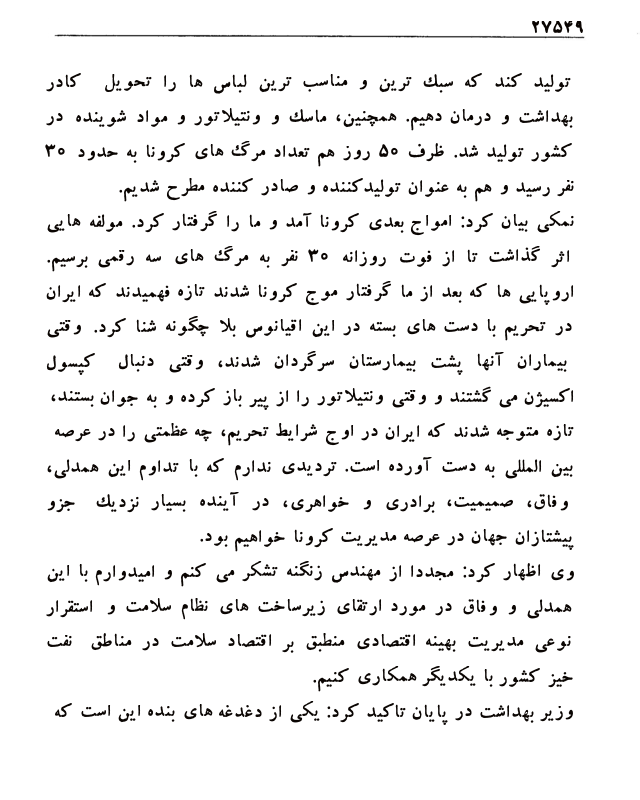 ۲۷۵۴۹
تولید کند که سبك ترین و مناسب ترین لباس ها را تحویل کادر
بهداشت و درمان دهیم. همچنین، ماسك و ونتیلاتور و مواد شوینده در
کشور تولید شد. ظرف ۵۰ روز هم تعداد مرگ های کرونا به حدود ۳۰
نفر رسید و هم به عنوان تولیدکننده و صادر کننده مطرح شدیم.
نمکی بیان کرد: امواج بعدی کرونا آمد و ما را گرفتار کرد. مولفه هایی
اثر گذاشت تا از فوت روزانه ۳۰ نفر به مرگ های سه رقمی برسیم.
اروپایی ها که بعد از ما گرفتار موج کرونا شدند تازه فهمیدند که ایران
در تحریم با دست های بسته در این اقیانوس بلا چگونه شنا کرد. وقتی
بیماران آنها پشت بیمارستان سرگردان شدند، وقتی دنبال کپسول
اکسیژن می گشتند و وقتی ونتیلاتور را از پیر باز کرده و به جوان بستند،
تازه متوجه شدند که ایران در اوج شرایط تحریم، چه عظمتی را در عرصه
بین المللی به دست آورده است. تردیدی ندارم که با تداوم این همدلی،
وفاق، صمیمیت، برادری و خواهری، در آینده بسیار نزدیك جزو
پیشتازان جهان در عرصه مدیریت کرونا خواهیم بود.
وی اظهار کرد: مجددا از مهندس زنگنه تشکر می کنم و امیدوارم با این
همدلی و وفاق در مورد ارتقای زیرساخت های نظام سلامت و استقرار
نوعی مدیریت بهینه اقتصادی منطبق بر اقتصاد سلامت در مناطق نفت
خیز کشور با یکدیگر همکاری کنیم.
وزیر بهداشت در پایان تاکید کرد: یکی از دغدغه های بنده این است که